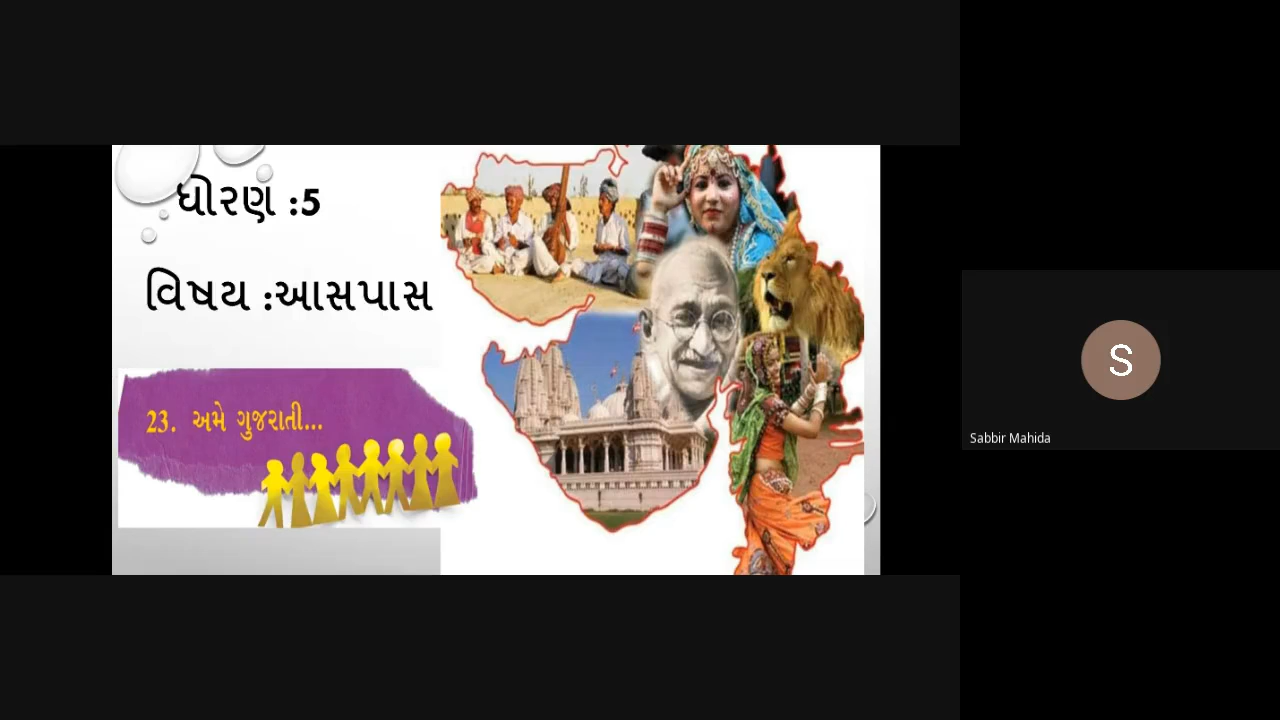 ધોરણ :5
વિષય :આસપાસ
23. અમે ગુજરાતી...
S
Sabbir Mahida